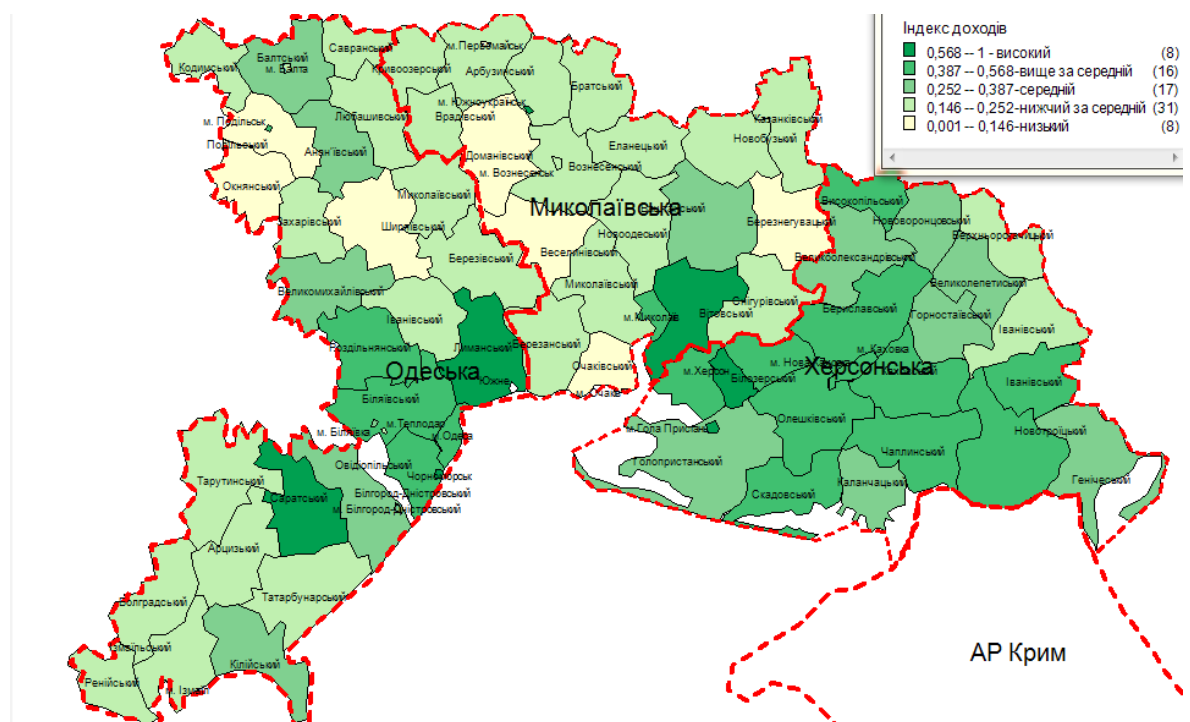 Індекс доходів
0,568 -- 1 - високий (8)
0,387 -- 0,568-вище за середній (16)
0,252 -- 0,387-середній (17)
0,146 -- 0,252-нижчий за середній (31)
0,001 -- 0,146-низький (8)
Савранський
м.Первомайськ
Балтський
м. Балта
Кодимський
Кривоозерський
Арбузинський
Братський
м. Южноукраїнськ
Врадіївський
Любашівський
Казанківський
Новобузький
м. Подільськ
Подільський
Ананьївський
Доманівський
м. Вознесенськ
Вознесенський
Єланецький
Окнянський
Миколаївський
Захарівський
Ширяївський
Миколаївська
Новоодеський
Березнегуватський
Високопільський
Нововоронцовський
Верхньорогачицький
Березівський
Веселинівський
Миколаївський
Великоолександрівський
Великомихайлівський
Великолепетиський
Іванівський
м.Миколаїв
Снігурівський
Вітовський
Бериславський
Горностаївський
Іванівський
Роздільнянський
Лиманський
Березанський
Очаківський
м. Очаків
Одеська
Южне
м.Херсон
м. Нова Каховка
м. Каховка
Білозерський
Херсонська
Іванівський
Біляївський
м.Теплодар
м. Біляївка
м.Одеса
м.Гола Пристань
Олешківський
Новотроїцький
Овідіопільський
Чорноморськ
Голопристанський
Чаплинський
Тарутинський
Саратський
Білгород-Дністровський
м. Білгород-Дністровський
Скадовський
Каланчацький
Генічеський
Арцизький
Татарбунарський
Болградський
Ізмаїльський
Кілійський
Ренійський
м. Ізмаїл
АР Крим